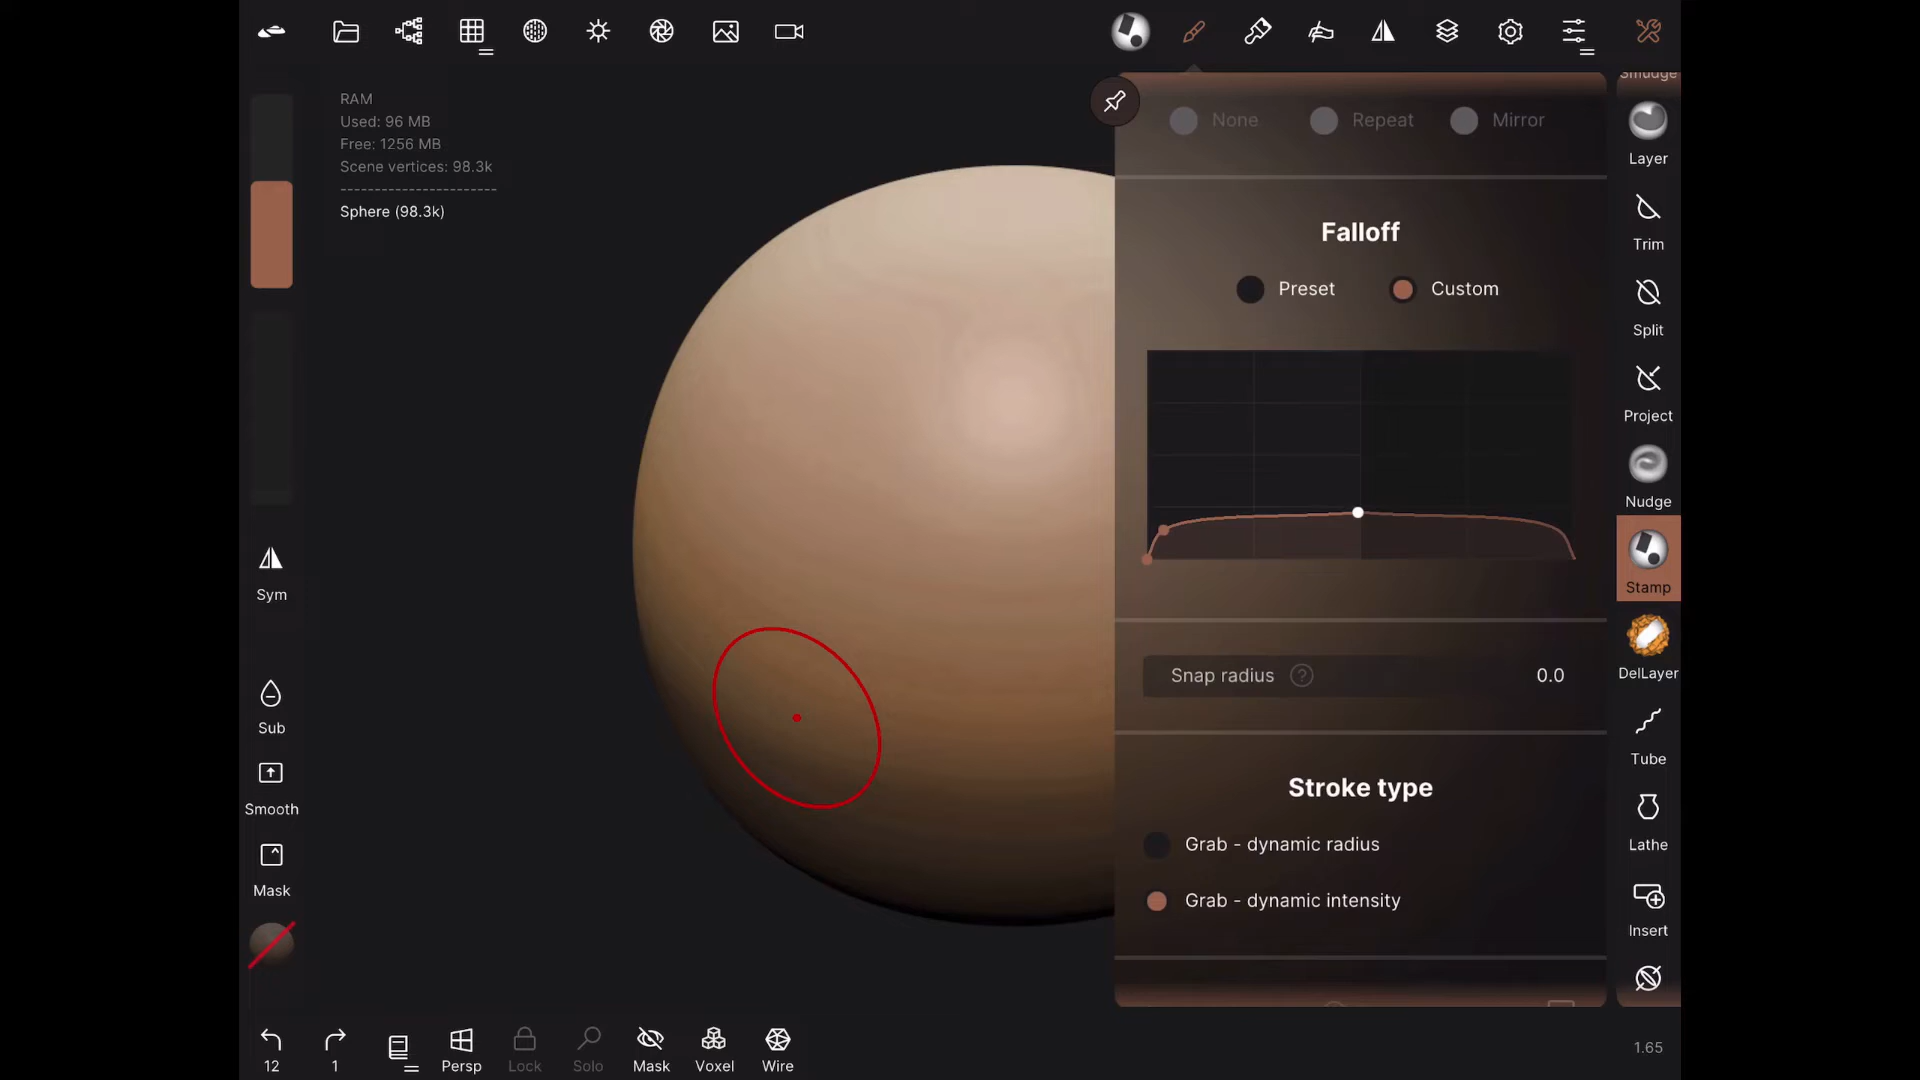 RAM
Used: 96 MB
Free: 1256 MB
Scene vertices: 98.3k
----------------------
Sphere (98.3k)
Sym
Sub
Smooth
Mask
12
1
Persp
Lock
Solo
Mask
Voxel
Wire
None
Repeat
Mirror
Falloff
Preset
Custom
Snap radius ?
0.0
Stroke type
Grab - dynamic radius
Grab - dynamic intensity
Smudge
Layer
Trim
Split
Project
Nudge
Stamp
DelLayer
Tube
Lathe
Insert
1.65